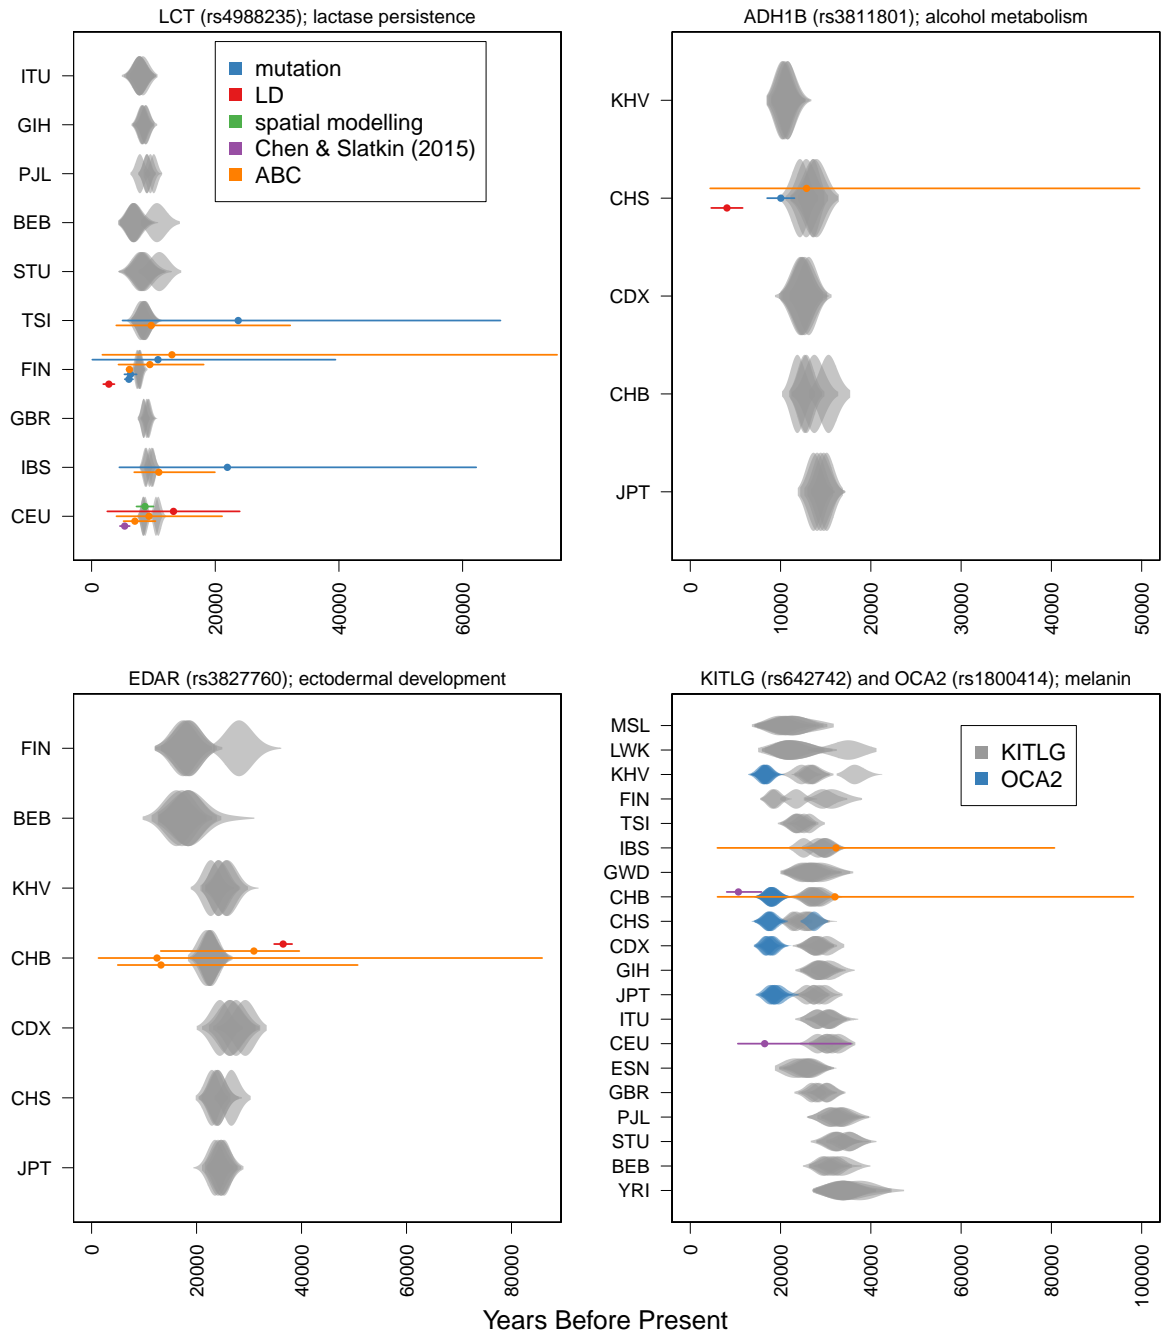 LCT (rs4988235); lactase persistence
ITU
GIH
PJL
BEB
STU
TSI
FIN
GBR
IBS
CEU
mutation
LD
spatial modelling
Chen & Slatkin (2015)
ABC
0
20000
40000
60000
ADH1B (rs3811801); alcohol metabolism
KHV
CHS
CDX
CHB
JPT
0
10000
20000
30000
40000
50000
EDAR (rs3827760); ectodermal development
FIN
BEB
KHV
CHB
CDX
CHS
JPT
0
20000
40000
60000
80000
KITLG (rs642742) and OCA2 (rs1800414); melanin
MSL
LWK
KHV
FIN
TSI
IBS
GWD
CHB
CHS
CDX
GIH
JPT
ITU
CEU
ESN
GBR
PJL
STU
BEB
YRI
KITLG
OCA2
0
20000
40000
60000
80000
100000
Years Before Present